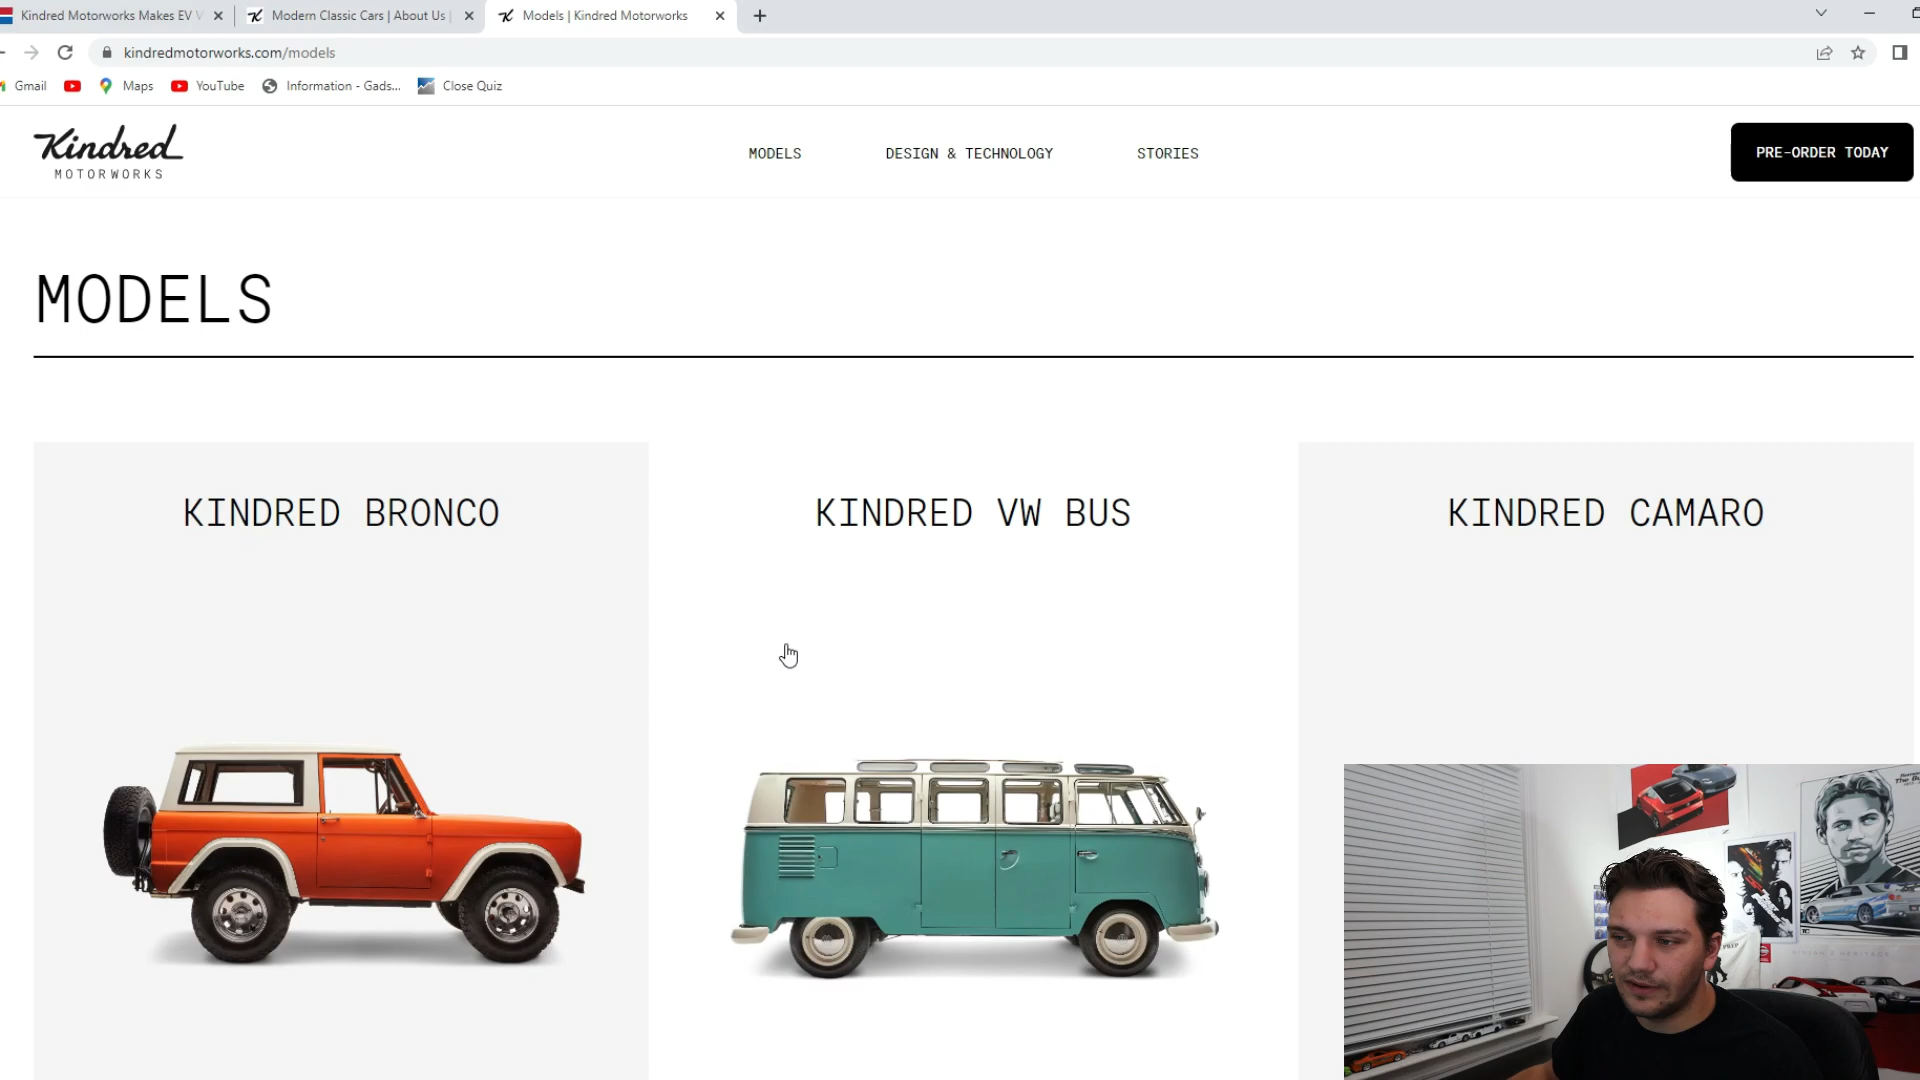 Kindred Motorworks Makes EV V
Modern Classic Cars | About Us |
Models | Kindred Motorworks
kindredmotorworks.com/models
Gmail
Maps
YouTube
Information - Gads...
Close Quiz
Kindred
MOTORWORKS
MODELS
DESIGN & TECHNOLOGY
STORIES
PRE-ORDER TODAY
MODELS
KINDRED BRONCO
KINDRED VW BUS
KINDRED CAMARO